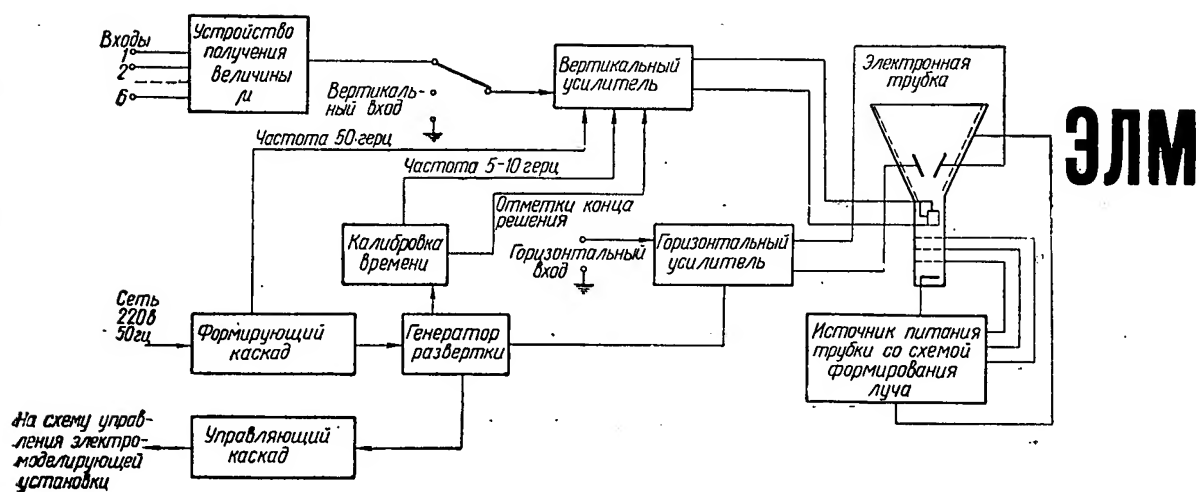 Входы
1
2
6
Устройство
получения
величины
μ
Вертикаль-
ный вход
Вертикальный
усилитель
Электронная
трубка
ЭЛМ
Частота 50 герц
Частота 5-10 герц
Отметки конца
решения
Калибровка
времени
Горизонтальный
вход
Горизонтальный
усилитель
Сеть
220в
50гц
Формирующий
каскад
Генератор
развертки
Источник питания
трубки со схемой
формирования
луча
На схему управ-
ления электро-
моделирующей
установки
Управляющий
каскад